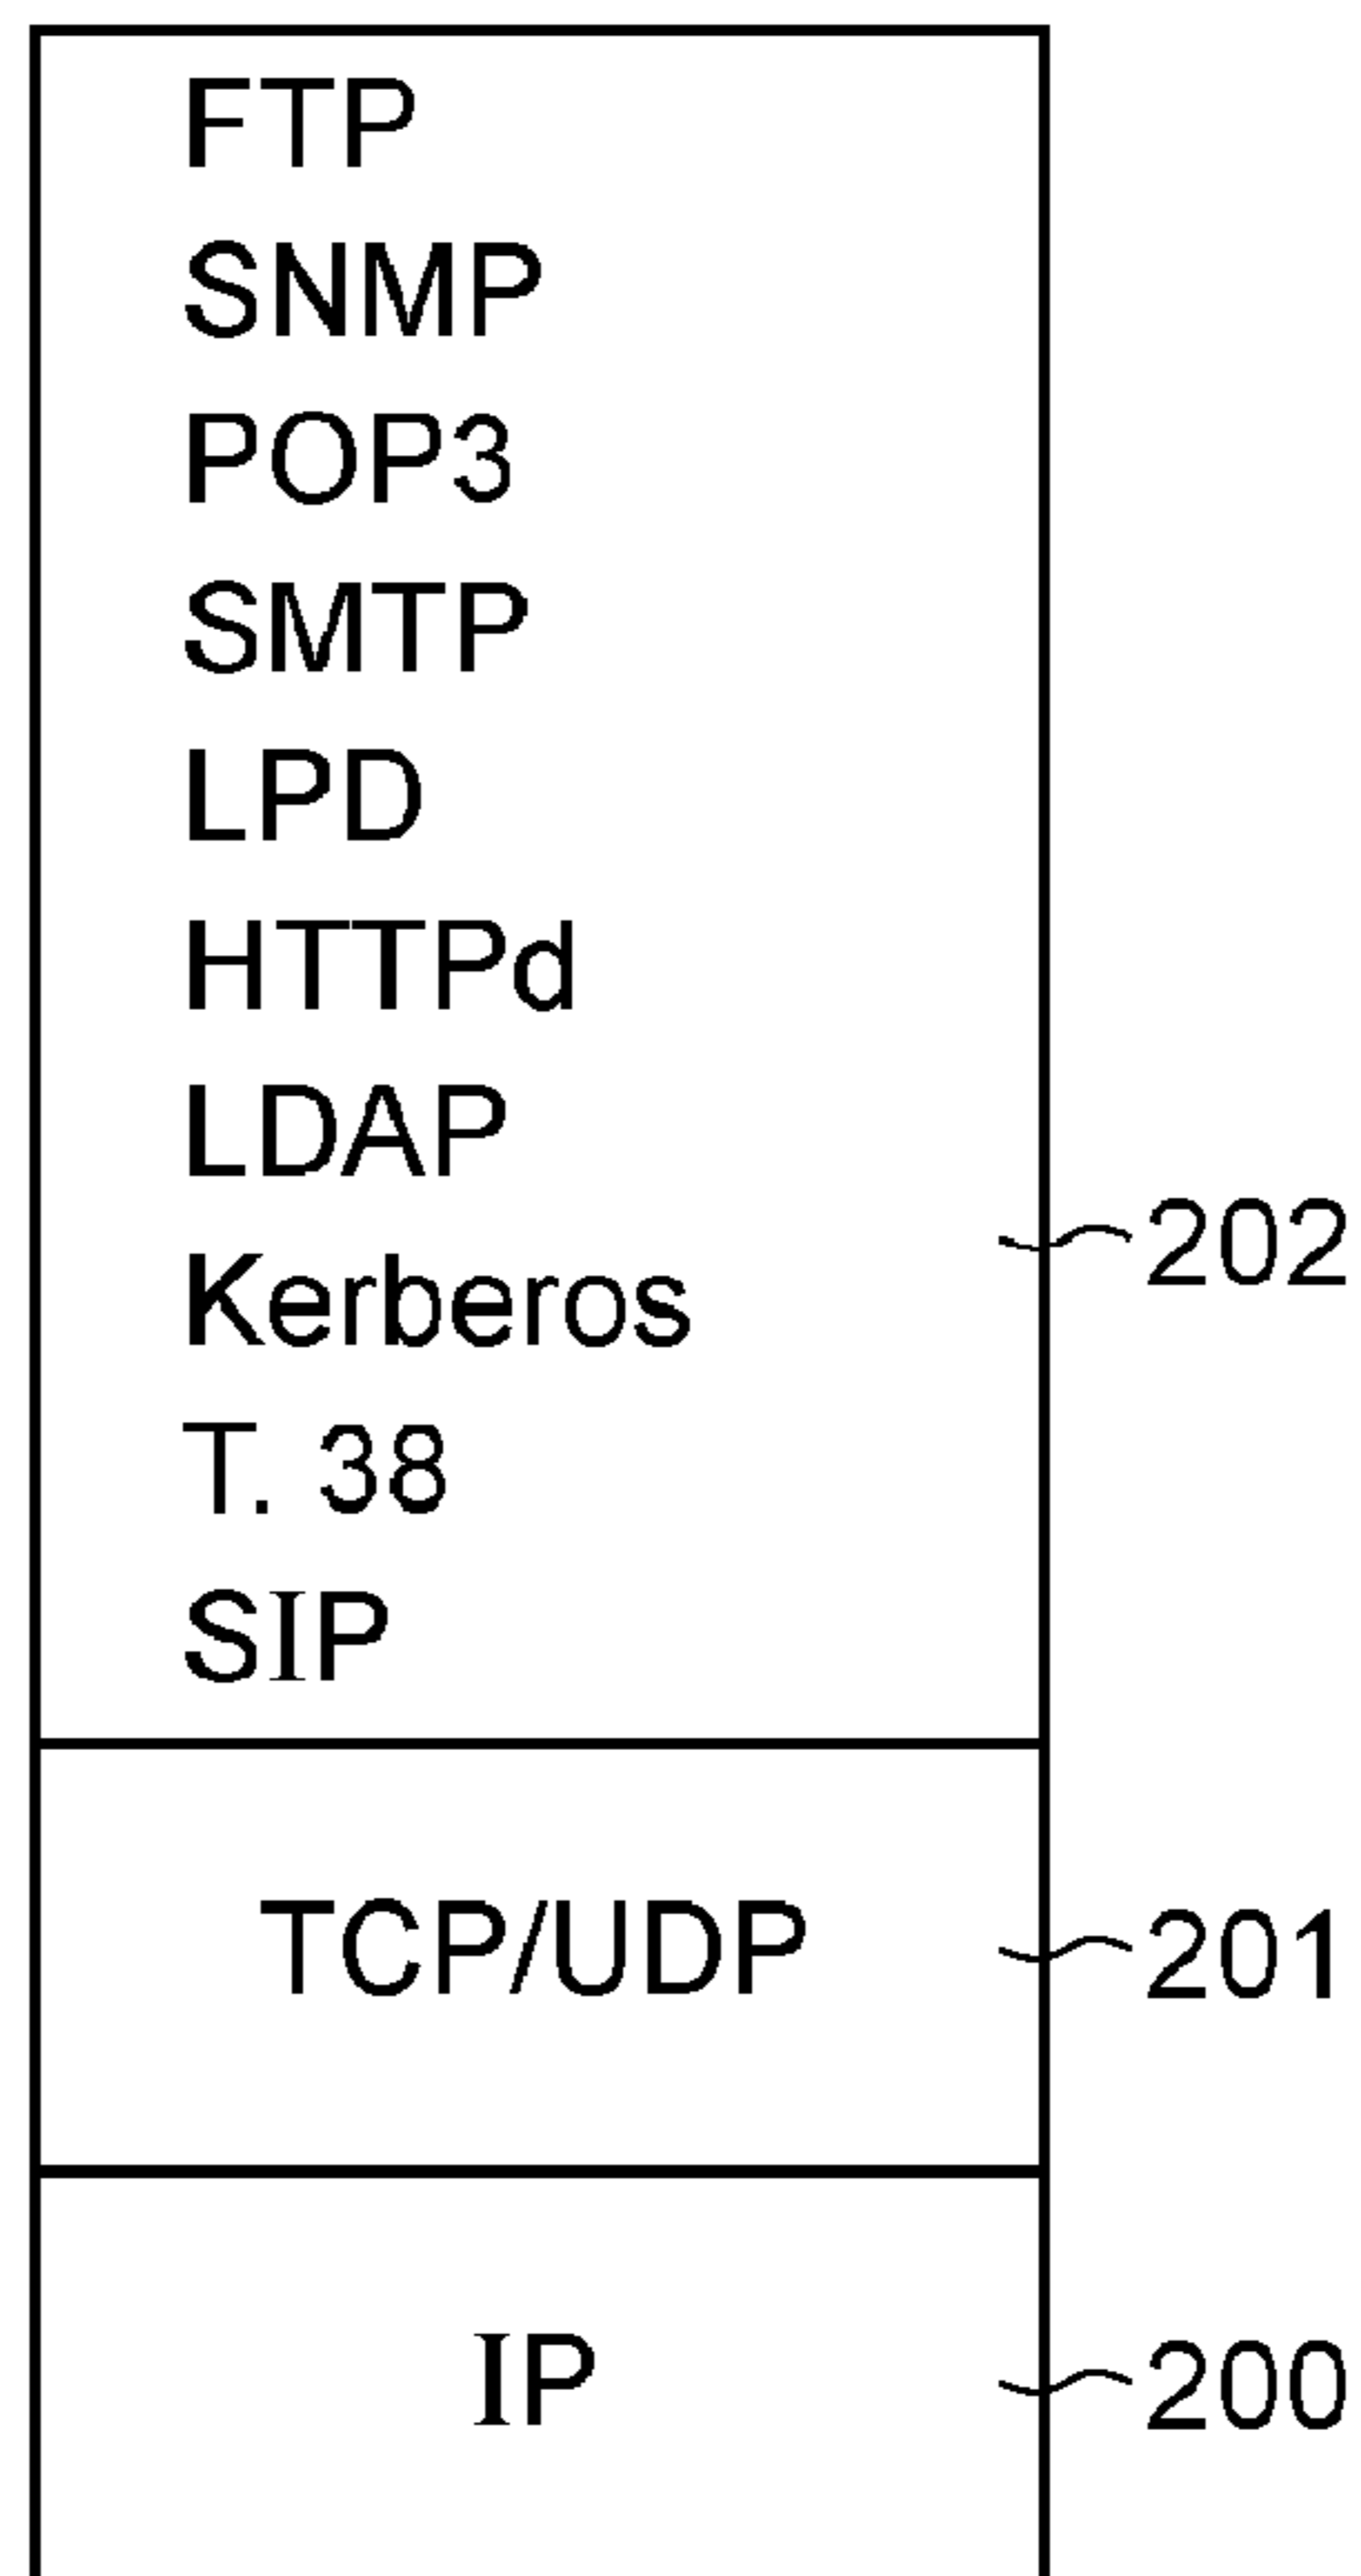 FTP
SNMP
POP3
SMTP
LPD
HTTPd
LDAP
Kerberos
202
T. 38
SIP
TCP/UDP
201
IP
200